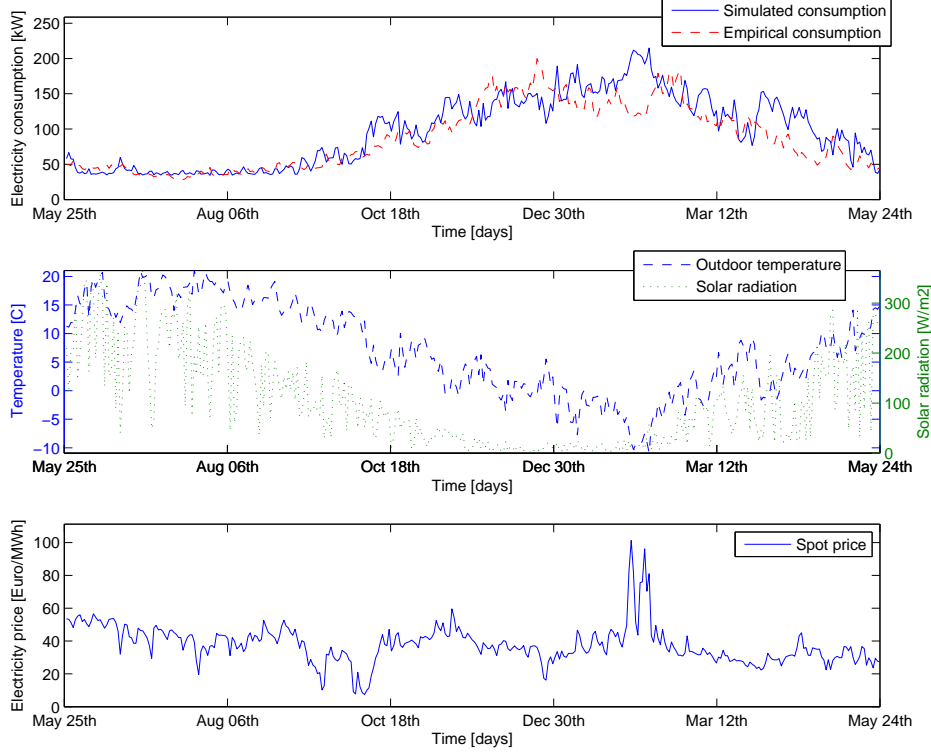 Simulated consumption
Empirical consumption
Electricity consumption [kW]
250
200
150
100
50
0
May 25th
Aug 06th
Oct 18th
Dec 30th
Mar 12th
May 24th
Time [days]
Outdoor temperature
Solar radiation
Temperature [C]
20
15
10
5
0
−5
−10
Solar radiation [W/m2]
300
200
100
0
May 25th
Aug 06th
Oct 18th
Dec 30th
Mar 12th
May 24th
Time [days]
Spot price
Electricity price [Euro/MWh]
100
80
60
40
20
0
May 25th
Aug 06th
Oct 18th
Dec 30th
Mar 12th
May 24th
Time [days]